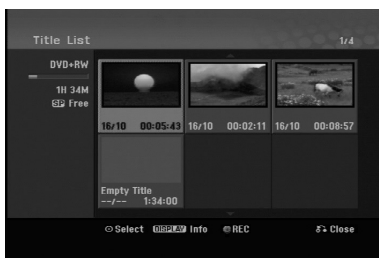 Title List 1/4
DVD+RW
1H 34M
SP Free
16/10 00:05:43 16/10 00:02:11 16/10 00:08:57
Empty Title
--/-- 1:34:00
Select DISPLAY Info REC Close